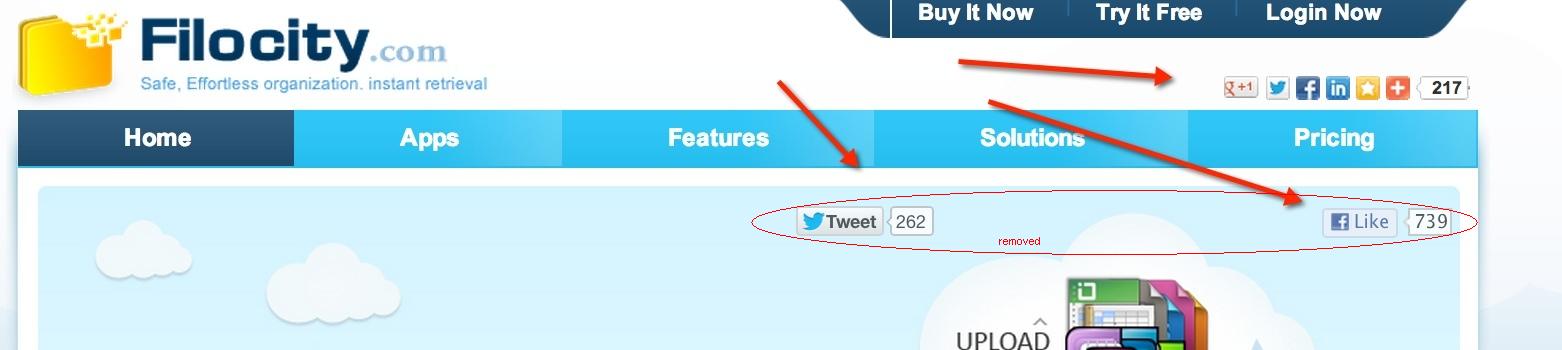 Buy It Now Try It Free Login Now
Filocity.com
Safe, Effortless organization. instant retrieval
g+1 in 217
Home Apps Features Solutions Pricing
Tweet 262 Like 739
removed
UPLOAD